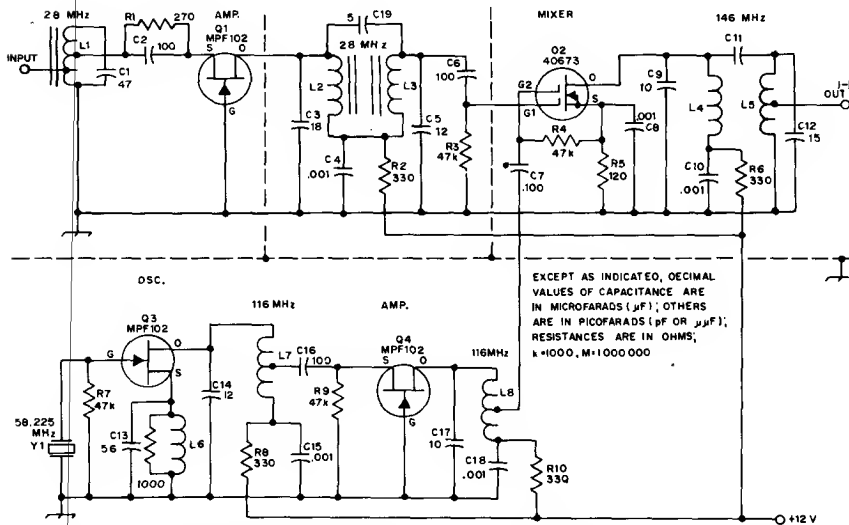 28 MHz
R1
270
AMP.
Q1
MPF102
C2
100
S
O
G
INPUT
L1
C1
47
5
C19
28 MHz
L2
L3
C3
18
C4
.001
R2
330
C5
12
C6
100
R3
47k
MIXER
Q2
40673
G2
G1
O
S
R4
47k
.001
C8
C7
.100
R5
120
146 MHz
C9
10
C11
L4
L5
OUT
C12
15
C10
.001
R6
330
OSC.
Q3
MPF102
G
O
S
R7
47k
58.225
MHz
Y1
C13
56
1000
L6
C14
12
116 MHz
L7
C16
100
R8
330
C15
.001
AMP.
Q4
MPF102
S
O
G
R9
47k
C17
10
116MHz
L8
C18
.001
R10
33Q
+12 V
EXCEPT AS INDICATED, DECIMAL
VALUES OF CAPACITANCE ARE
IN MICROFARADS (µF); OTHERS
ARE IN PICOFARADS (pF OR µµF);
RESISTANCES ARE IN OHMS;
k=1000, M=1000000